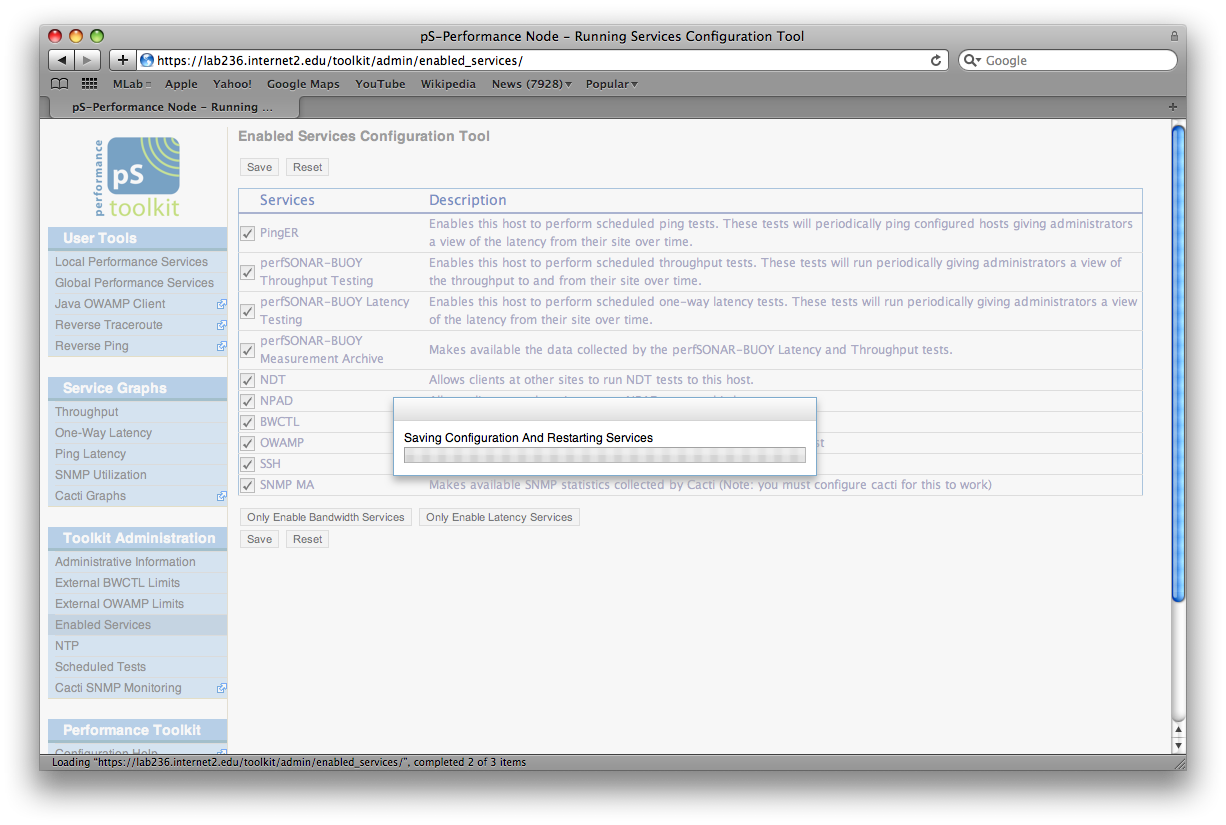 pS-Performance Node - Running Services Configuration Tool
https://lab236.internet2.edu/toolkit/admin/enabled_services/
Google
MLab
Apple
Yahoo!
Google Maps
YouTube
Wikipedia
News (7928)
Popular
pS-Performance Node - Running ...
performance
pS
toolkit
User Tools
Local Performance Services
Global Performance Services
Java OWAMP Client
Reverse Traceroute
Reverse Ping
Service Graphs
Throughput
One-Way Latency
Ping Latency
SNMP Utilization
Cacti Graphs
Toolkit Administration
Administrative Information
External BWCTL Limits
External OWAMP Limits
Enabled Services
NTP
Scheduled Tests
Cacti SNMP Monitoring
Performance Toolkit
Configuration Help
Enabled Services Configuration Tool
Save Reset
Services Description
PingER
Enables this host to perform scheduled ping tests. These tests will periodically ping configured hosts giving administrators
a view of the latency from their site over time.
perfSONAR-BUOY
Throughput Testing
Enables this host to perform scheduled throughput tests. These tests will run periodically giving administrators a view of
the throughput to and from their site over time.
perfSONAR-BUOY Latency
Testing
Enables this host to perform scheduled one-way latency tests. These tests will run periodically giving administrators a view
of the latency from their site over time.
perfSONAR-BUOY
Measurement Archive
Makes available the data collected by the perfSONAR-BUOY Latency and Throughput tests.
NDT Allows clients at other sites to run NDT tests to this host.
NPAD
BWCTL
OWAMP
SSH
SNMP MA Makes available SNMP statistics collected by Cacti (Note: you must configure cacti for this to work)
Saving Configuration And Restarting Services
Only Enable Bandwidth Services Only Enable Latency Services
Save Reset
Loading "https://lab236.internet2.edu/toolkit/admin/enabled_services/", completed 2 of 3 items